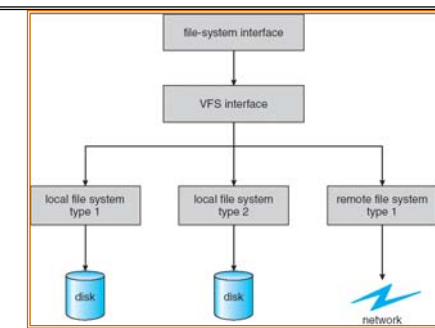 file-system interface
VFS interface
local file system
type 1
local file system
type 2
remote file system
type 1
disk
disk
network